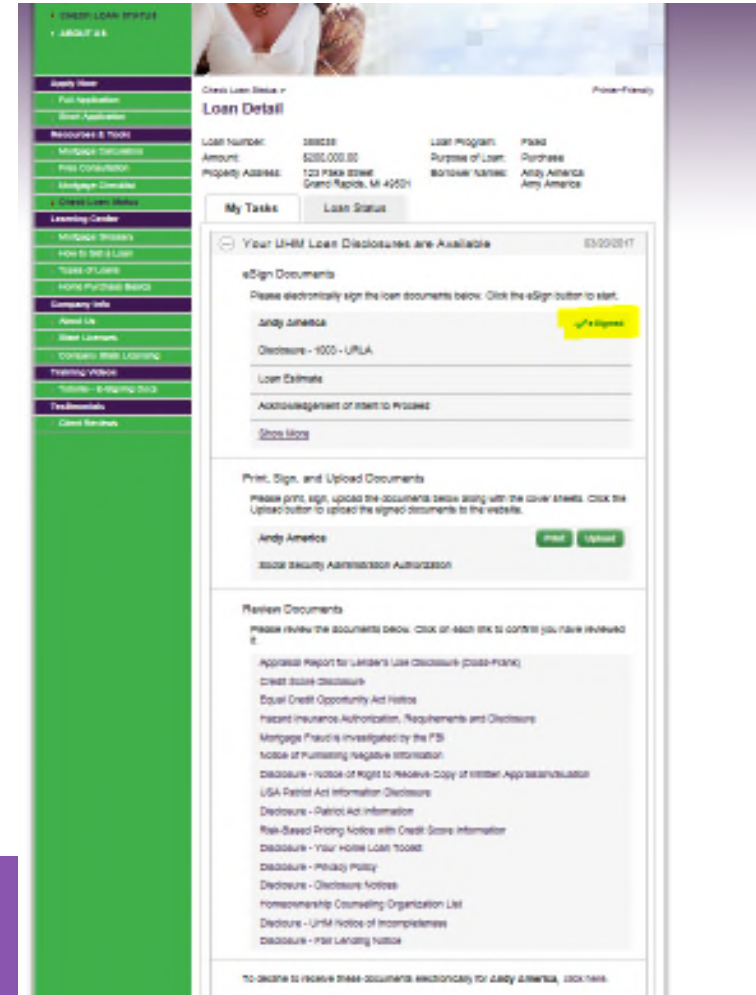 CHECK LOAN STATUS
ABOUT US
Apply Now
Full Application
Short Application
Resources & Tools
Mortgage Calculators
Free Consultation
Mortgage Checklist
Check Loan Status
Learning Center
Mortgage Glossary
How to Get a Loan
Types of Loans
Home Purchase Basics
Company Info
About Us
State Licenses
Company State Licensing
Training Videos
Tutorial - E-Signing Docs
Testimonials
Client Reviews
Check Loan Status
Printer-Friendly
Loan Detail
Loan Number:
Loan Program: Fixed
Amount: $200,000.00 Purpose of Loan: Purchase
Property Address: 123 Fake Street Borrower Names: Andy America
Grand Rapids, MI Amy America
My Tasks Loan Status
Your UHM Loan Disclosures are Available
eSign Documents
Please electronically sign the loan documents below. Click the eSign button to start.
Andy America eSigned
Disclosure - 1003 - URLA
Loan Estimate
Acknowledgement of Intent to Proceed
Show More
Print, Sign, and Upload Documents
Please print, sign, upload the documents below along with the cover sheets. Click the
Upload button to upload the signed documents to the website.
Andy America Print Upload
Social Security Administration Authorization
Review Documents
Please review the documents below. Click on each link to confirm you have reviewed
it.
Appraisal Report for Lender's Use Disclosure (Dodd-Frank)
Credit Score Disclosure
Equal Credit Opportunity Act Notice
Hazard Insurance Authorization, Requirements and Disclosure
Mortgage Fraud is Investigated by the FBI
Notice of Furnishing Negative Information
Disclosure - Notice of Right to Receive Copy of Written Appraisal/Valuation
USA Patriot Act Information Disclosure
Disclosure - Patriot Act Information
Risk-Based Pricing Notice with Credit Score Information
Disclosure - Your Home Loan Toolkit
Disclosure - Privacy Policy
Disclosure - Disclosure Notices
Homeownership Counseling Organization List
Disclosure - UHM Notice of Incompleteness
Disclosure - Fair Lending Notice
To decline to receive these documents electronically for Andy America, click here.